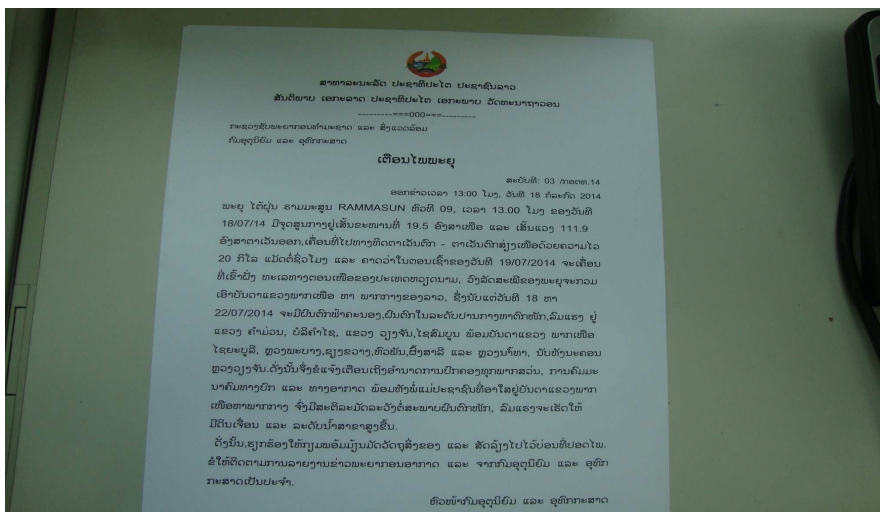 ສາທາລະນະລັດ ປະຊາທິປະໄຕ ປະຊາຊົນລາວ
ສັນຕິພາບ ເອກະລາດ ປະຊາທິປະໄຕ ເອກະພາບ ວັດທະນາຖາວອນ
---------===000===---------
ກະຊວງຊັບພະຍາກອນທຳມະຊາດ ແລະ ສິ່ງແວດລ້ອມ
ກົມອຸຕຸນິຍົມ ແລະ ອຸທົກກະສາດ
ເຕືອນໄພພະຍຸ
ສະບັບທີ: 03 /ກອຕທ.14
ອອກຂ່າວເວລາ 13:00 ໂມງ, ວັນທີ 18 ກໍລະກົດ 2014
ພະຍຸ ໄຕ້ຝຸ່ນ ຣາມມະສູນ RAMMASUN ຫົວທີ 09, ເວລາ 13.00 ໂມງ ຂອງວັນທີ
18/07/14 ມີຈຸດສູນກາງຢູ່ເສັ້ນຂະໜານທີ່ 19.5 ອົງສາເໜືອ ແລະ ເສັ້ນແວງ 111.9
ອົງສາຕາເວັນອອກ,ເຄື່ອນທີ່ໄປທາງທິດຕາເວັນຕົກ - ຕາເວັນຕົກສ່ຽງເໜືອດ້ວຍຄວາມໄວ
20 ກິໂລ ແມັດຕໍ່ຊົ່ວໂມງ ແລະ ຄາດວ່າໃນຕອນເຊົ້າຂອງວັນທີ 19/07/2014 ຈະເຄື່ອນ
ທີ່ເຂົ້າຝັ່ງ ທະເລທາງຕອນເໜືອຂອງປະເທດຫວຽດນາມ, ວົງລັດສະໝີຂອງພະຍຸຈະກວມ
ເອົາບັນດາແຂວງພາກເໜືອ ຫາ ພາກກາງຂອງລາວ, ຊຶ່ງນັບແຕ່ວັນທີ 18 ຫາ
22/07/2014 ຈະມີຝົນຕົກຟ້າຄະນອງ,ຝົນຕົກໃນລະດັບປານກາງຫາຕົກໜັກ,ລົມແຮງ ຢູ່
ແຂວງ ຄຳມ່ວນ, ບໍລິຄຳໄຊ, ແຂວງ ວຽງຈັນ,ໄຊສົມບູນ ພ້ອມບັນດາແຂວງ ພາກເໜືອ
ໄຊຍະບູລີ, ຫຼວງພະບາງ,ຊຽງຂວາງ,ຫົວພັນ,ຜົ້ງສາລີ ແລະ ຫຼວງນໍ້າທາ, ນັບທັງນະຄອນ
ຫຼວງວຽງຈັນ.ດັ່ງນັ້ນຈຶ່ງຂໍແຈ້ງເຕືອນເຖິງອຳນາດການປົກຄອງທຸກພາກສ່ວນ, ການຄົມມະ
ນາຄົມທາງບົກ ແລະ ທາງອາກາດ ພ້ອມທັງພໍ່ແມ່ປະຊາຊົນທີ່ອາໃສຢູ່ບັນດາແຂວງພາກ
ເໜືອຫາພາກກາງ ຈົ່ງມີສະຕິລະມັດລະວັງຕໍ່ສະພາບຝົນຕົກໜັກ, ລົມແຮງຈະເຮັດໃຫ້
ມີດິນເຈື່ອນ ແລະ ລະດັບນ້ຳສາຂາສູງຂຶ້ນ.
ດັ່ງນັ້ນ,ຮຽກຮ້ອງໃຫ້ກຽມພອ້ມມ້ຽນມັດວັດຖຸສິ່ງຂອງ ແລະ ສັດລ້ຽງໄປໄວ້ບ່ອນທີ່ປອດໄພ.
ຂໍໃຫ້ຕິດຕາມການລາຍງານຂ່າວພະຍາກອນອາກາດ ແລະ ຈາກກົມອຸຕຸນິຍົມ ແລະ ອຸທົກ
ກະສາດເປັນປະຈຳ.
ຫົວໜ້າກົມອຸຕຸນິຍົມ ແລະ ອຸທົກກະສາດ